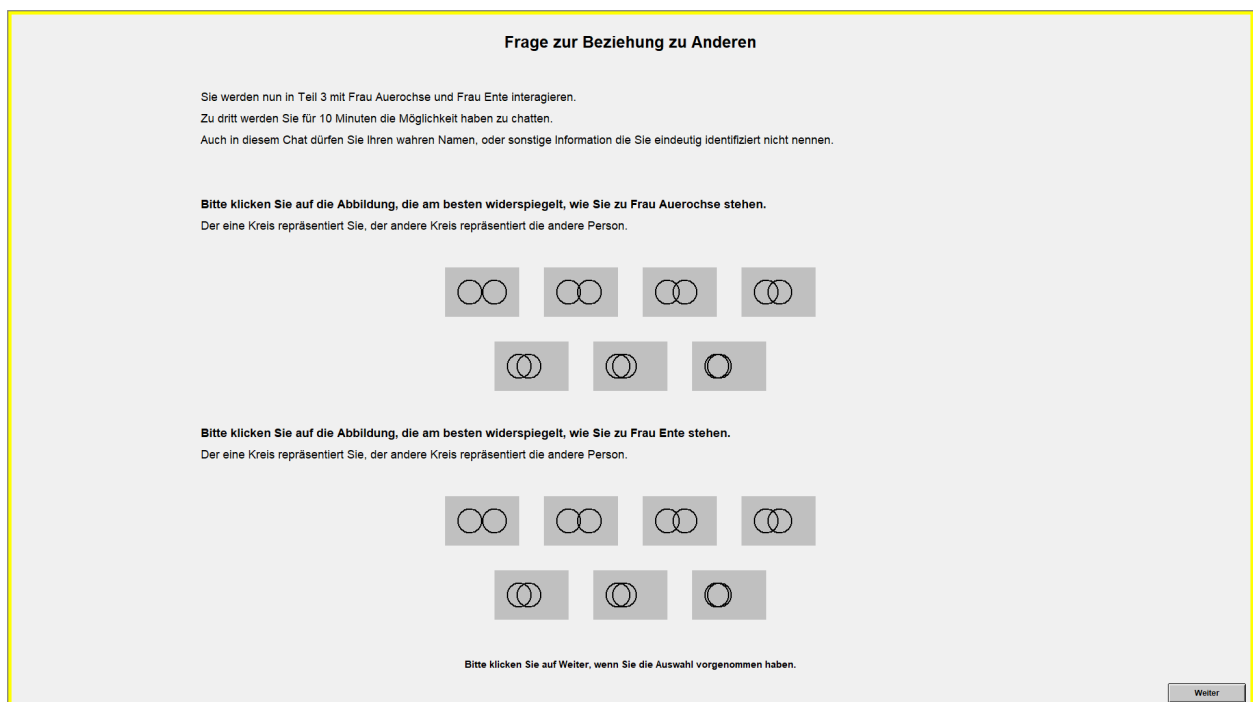 Frage zur Beziehung zu Anderen
Sie werden nun in Teil 3 mit Frau Auerochse und Frau Ente interagieren.
Zu dritt werden Sie für 10 Minuten die Möglichkeit haben zu chatten.
Auch in diesem Chat dürfen Sie Ihren wahren Namen, oder sonstige Information die Sie eindeutig identifiziert nicht nennen.
Bitte klicken Sie auf die Abbildung, die am besten widerspiegelt, wie Sie zu Frau Auerochse stehen.
Der eine Kreis repräsentiert Sie, der andere Kreis repräsentiert die andere Person.
Bitte klicken Sie auf die Abbildung, die am besten widerspiegelt, wie Sie zu Frau Ente stehen.
Der eine Kreis repräsentiert Sie, der andere Kreis repräsentiert die andere Person.
Bitte klicken Sie auf Weiter, wenn Sie die Auswahl vorgenommen haben.
Weiter